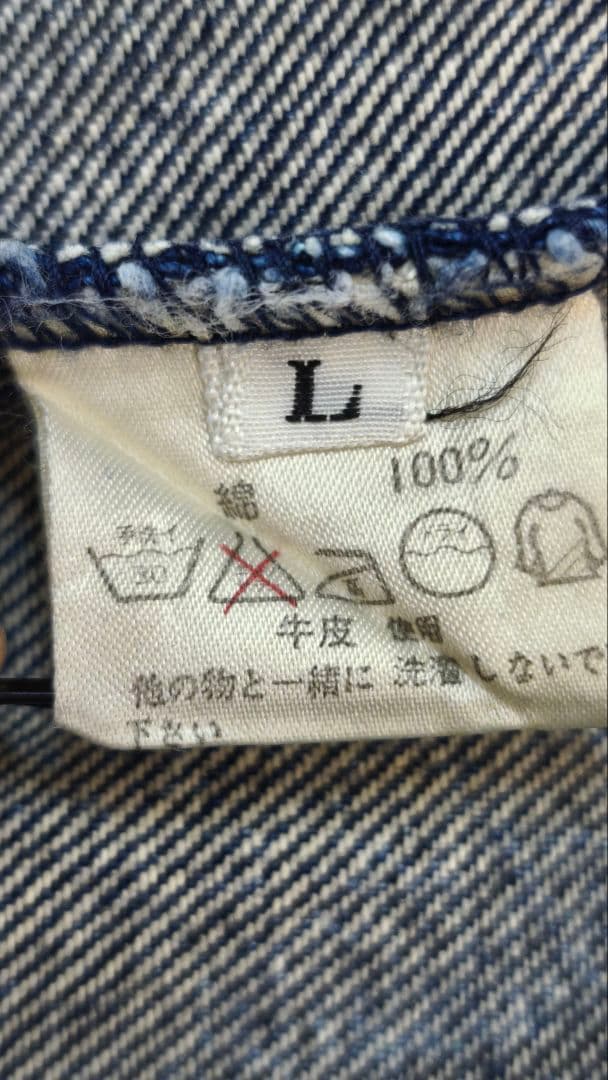 L
綿 100%
手洗イ 30 ドライ
牛皮 使用
他の物と一緒に 洗濯しないで
下さい